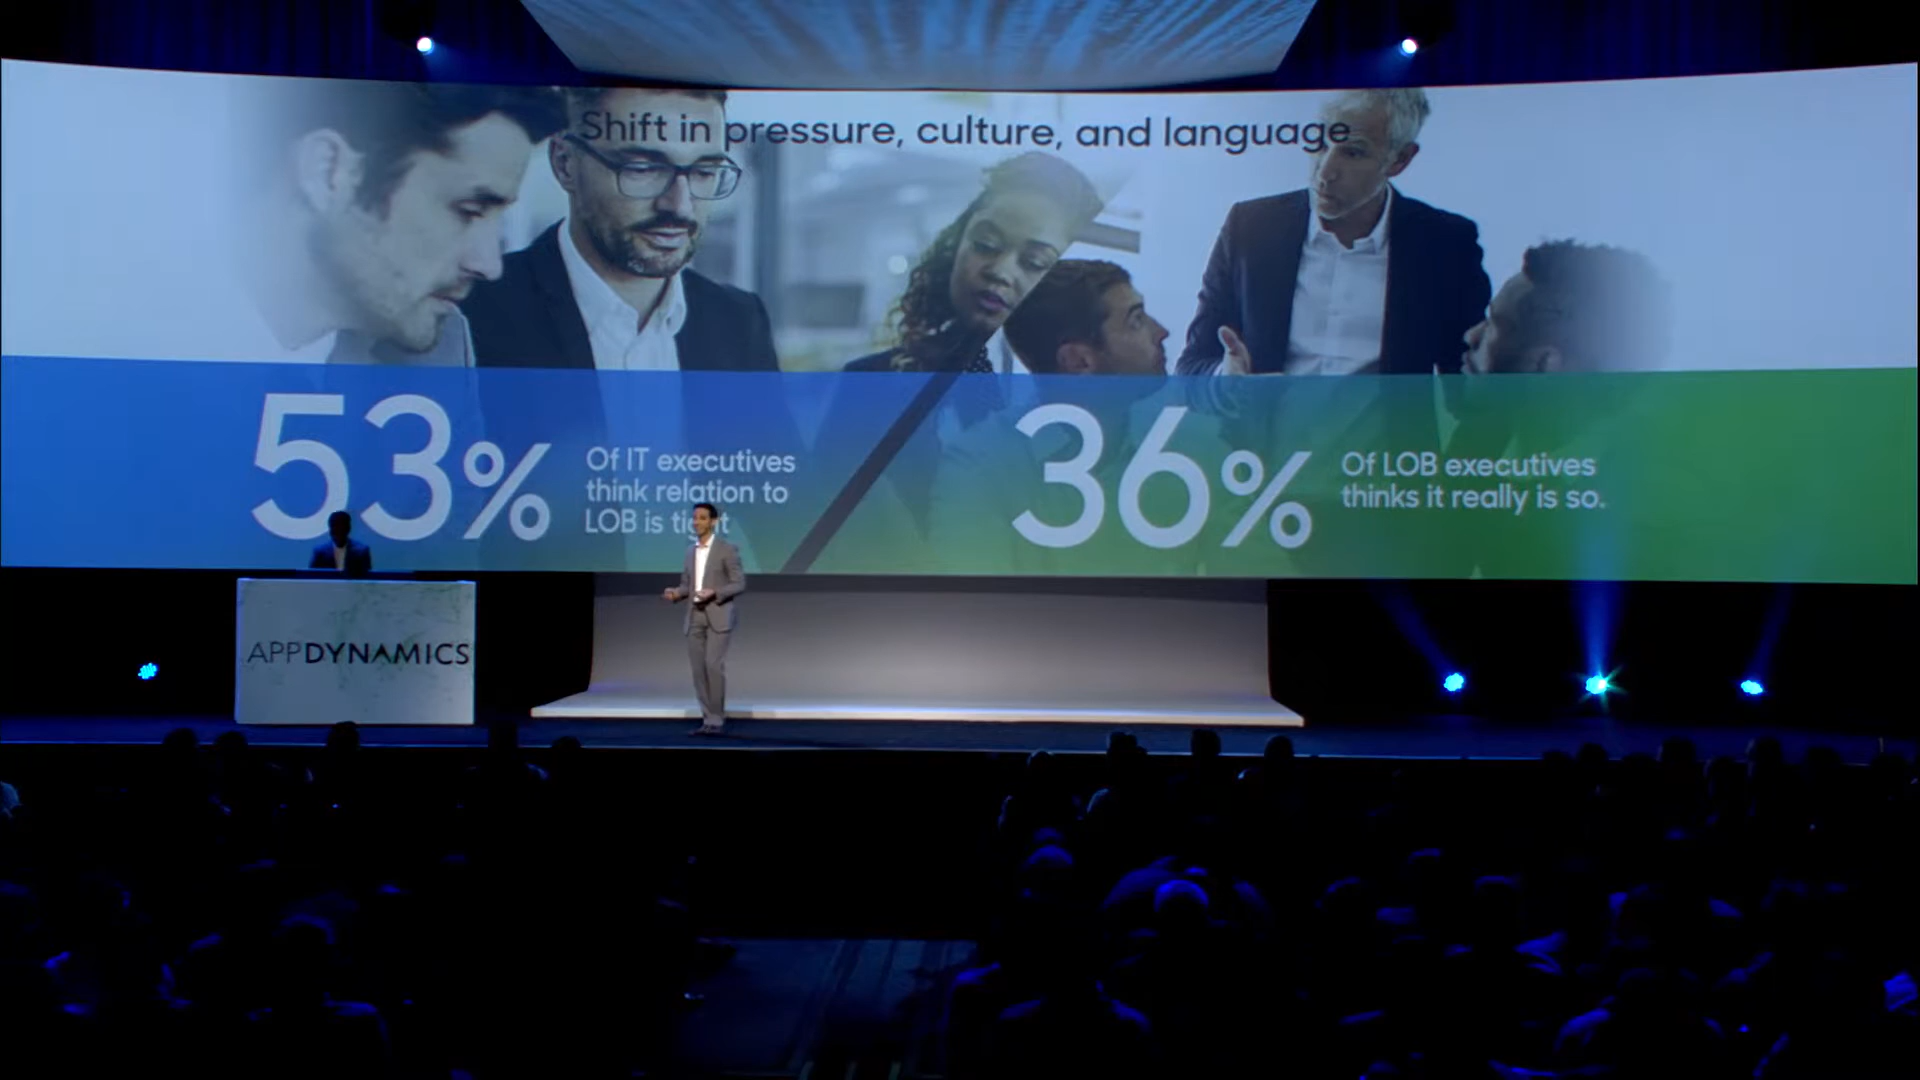 Shift in pressure, culture, and language
53%
Of IT executives
think relation to
LOB is tight
36%
Of LOB executives
thinks it really is so.
APPDYNAMICS